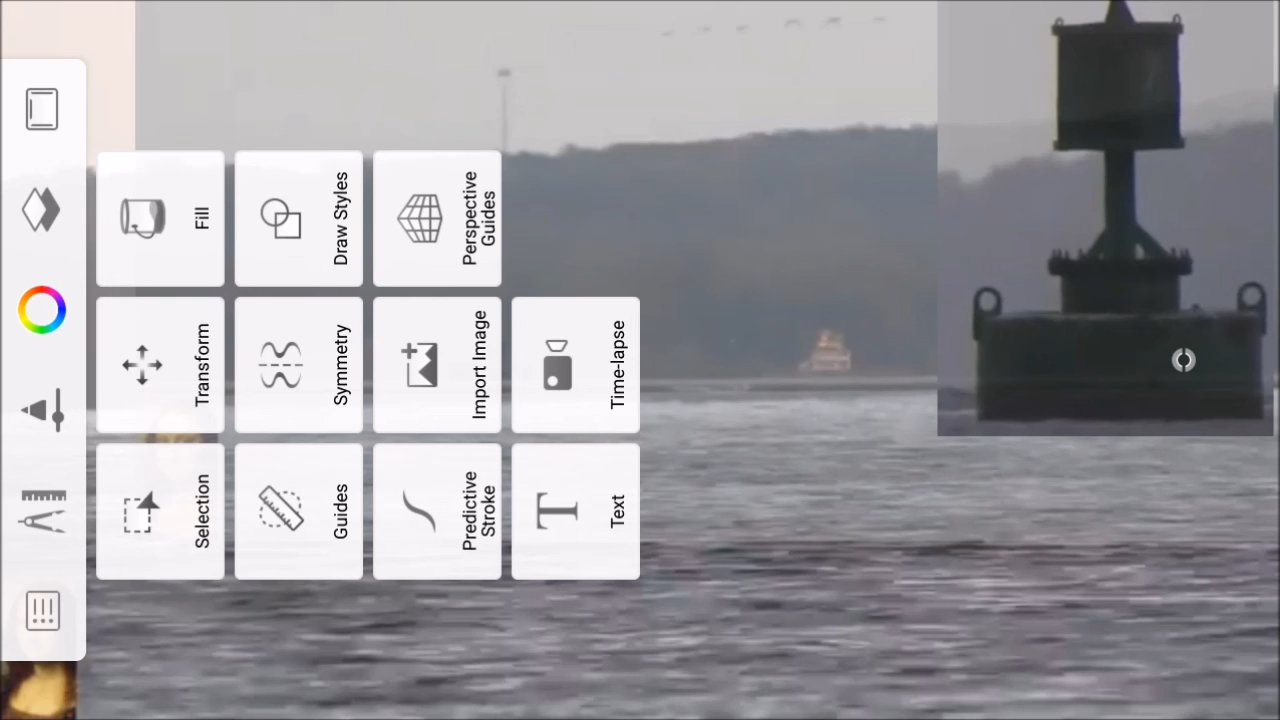 Selection
Transform
Fill
Guides
Symmetry
Draw Styles
Predictive
Stroke
Import Image
Perspective
Guides
Text
Time-lapse